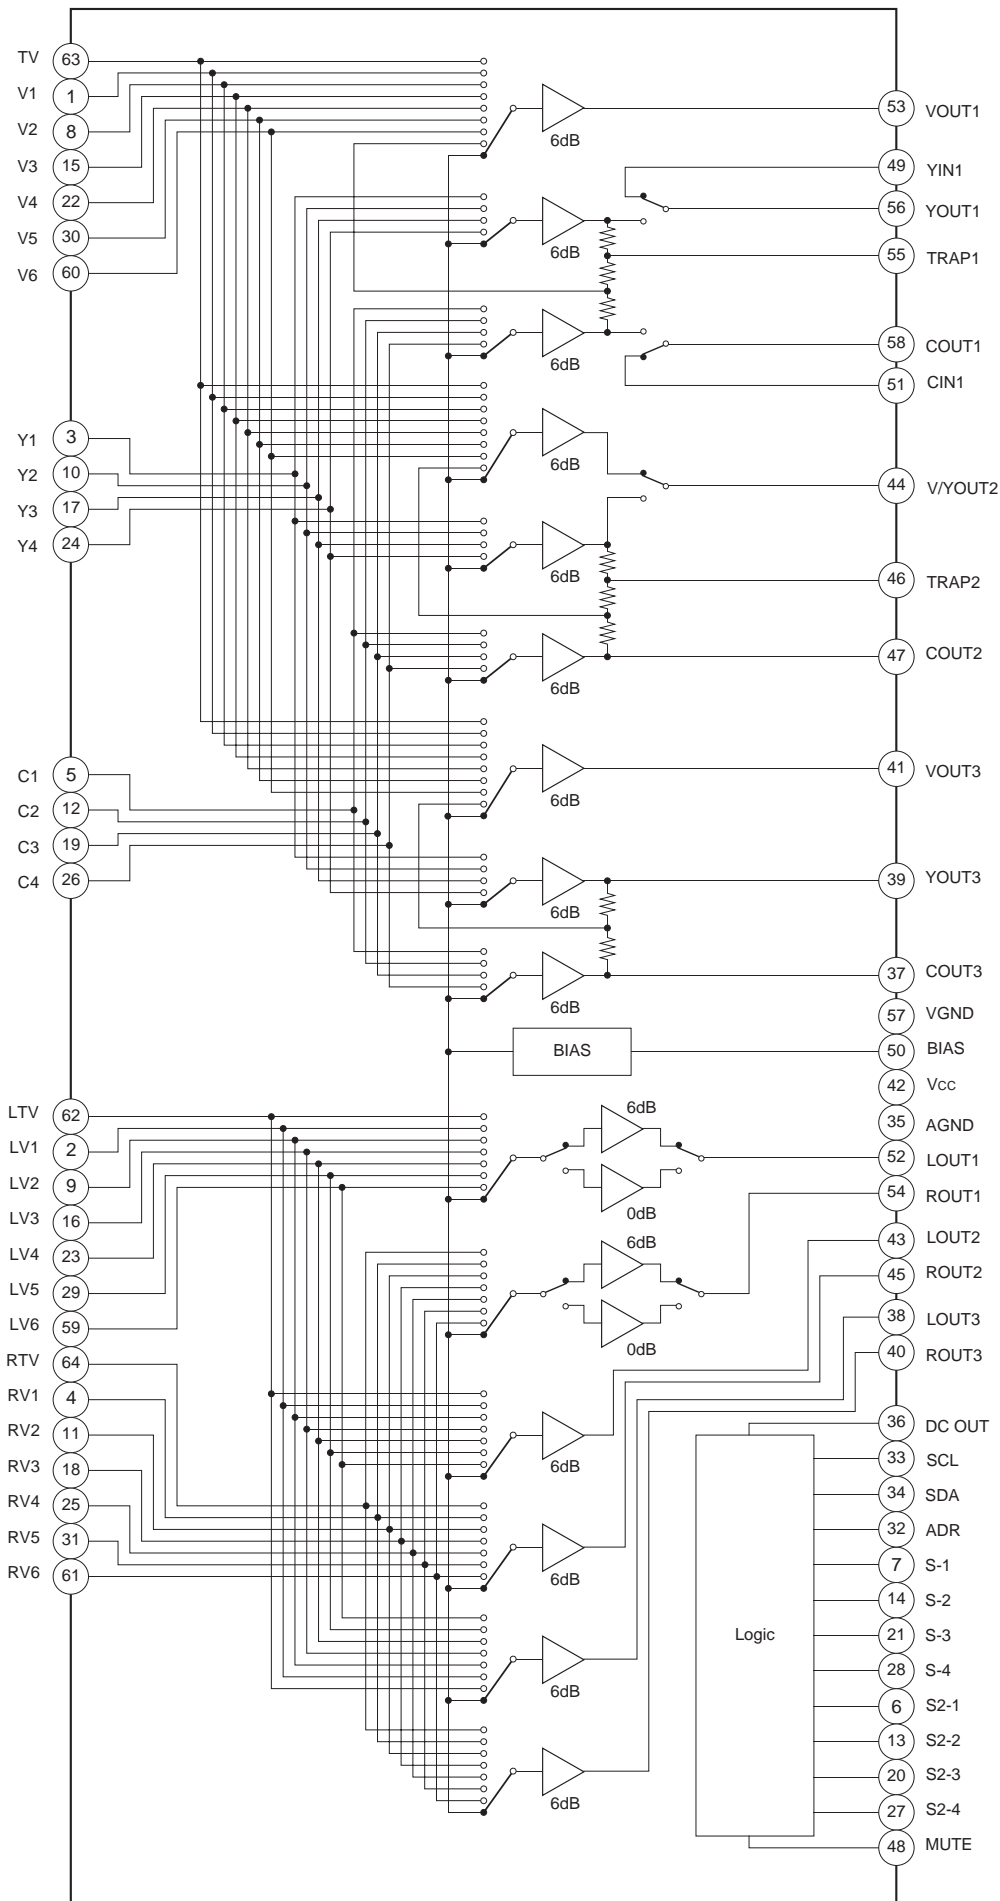 TV 63
V1 1
V2 8
V3 15
V4 22
V5 30
V6 60
Y1 3
Y2 10
Y3 17
Y4 24
C1 5
C2 12
C3 19
C4 26
LTV 62
LV1 2
LV2 9
LV3 16
LV4 23
LV5 29
LV6 59
RTV 64
RV1 4
RV2 11
RV3 18
RV4 25
RV5 31
RV6 61
6dB
6dB
6dB
6dB
6dB
6dB
6dB
6dB
6dB
BIAS
6dB
0dB
6dB
0dB
6dB
6dB
6dB
6dB
Logic
53 VOUT1
49 YIN1
56 YOUT1
55 TRAP1
58 COUT1
51 CIN1
44 V/YOUT2
46 TRAP2
47 COUT2
41 VOUT3
39 YOUT3
37 COUT3
57 VGND
50 BIAS
42 VCC
35 AGND
52 LOUT1
54 ROUT1
43 LOUT2
45 ROUT2
38 LOUT3
40 ROUT3
36 DC OUT
33 SCL
34 SDA
32 ADR
7 S-1
14 S-2
21 S-3
28 S-4
6 S2-1
13 S2-2
20 S2-3
27 S2-4
48 MUTE